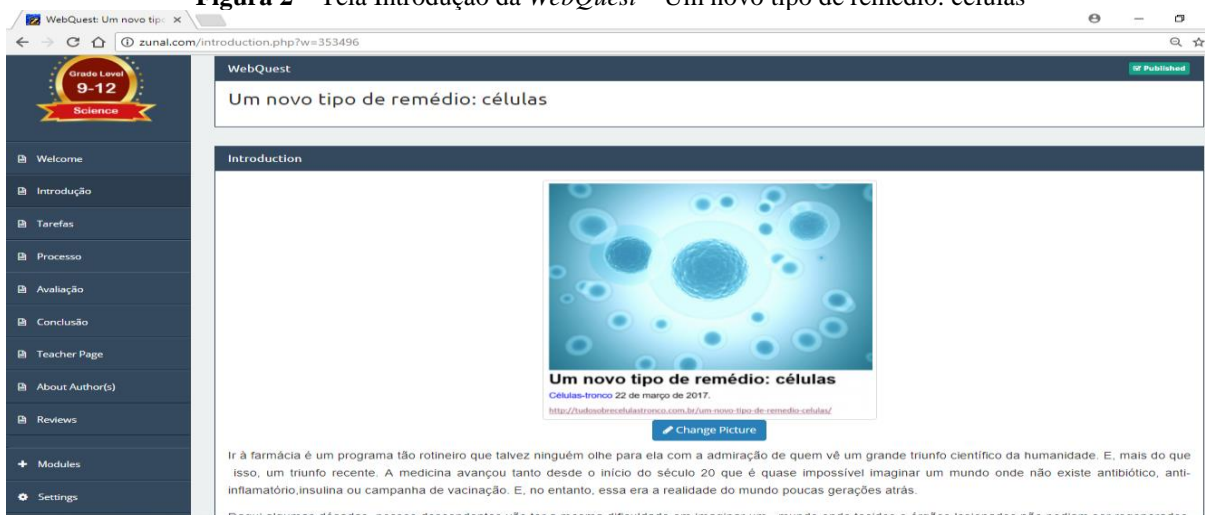 Figura 2 – Tela Introdução da WebQuest – Um novo tipo de remédio: células
WebQuest: Um novo tip
zunal.com/introduction.php?w=353496
Grade Level
9-12
Science
WebQuest
Published
Um novo tipo de remédio: células
Welcome
Introdução
Tarefas
Processo
Avaliação
Conclusão
Teacher Page
About Author(s)
Reviews
Modules
Settings
Introduction
Um novo tipo de remédio: células
Células-tronco 22 de março de 2017.
http://tudosobrecelulastronco.com.br/um-novo-tipo-de-remedio-celulas/
Change Picture
Ir à farmácia é um programa tão rotineiro que talvez ninguém olhe para ela com a admiração de quem vê um grande triunfo científico da humanidade. E, mais do que
isso, um triunfo recente. A medicina avançou tanto desde o início do século 20 que é quase impossível imaginar um mundo onde não existe antibiótico, anti-
inflamatório,insulina ou campanha de vacinação. E, no entanto, essa era a realidade do mundo poucas gerações atrás.